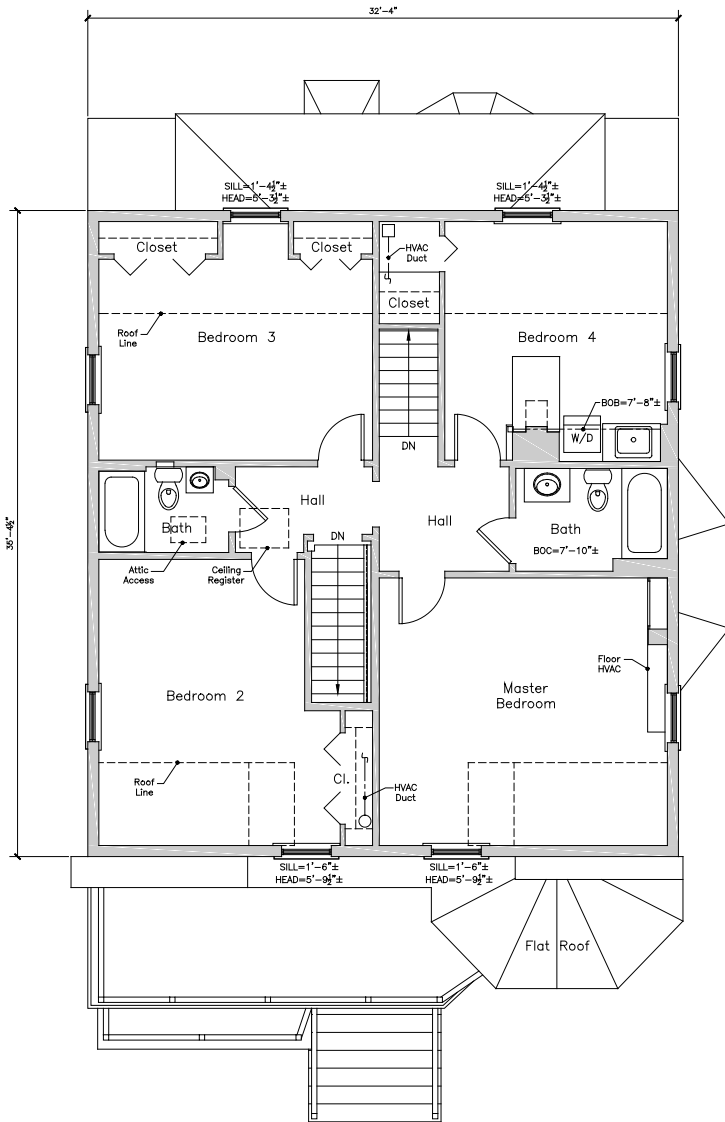 32'-4"
SILL=1'-4½"±
HEAD=5'-3½"±
SILL=1'-4½"±
HEAD=5'-3½"±
Closet
Closet
HVAC
Duct
Closet
Roof
Line
Bedroom 3
Bedroom 4
BOB=7'-8"±
W/D
DN
Hall
Hall
Bath
Bath
BOC=7'-10"±
DN
Attic
Access
Ceiling
Register
35'-4½"
Floor
HVAC
Bedroom 2
Master
Bedroom
Roof
Line
Cl.
HVAC
Duct
SILL=1'-6"±
HEAD=5'-9½"±
SILL=1'-6"±
HEAD=5'-9½"±
Flat Roof